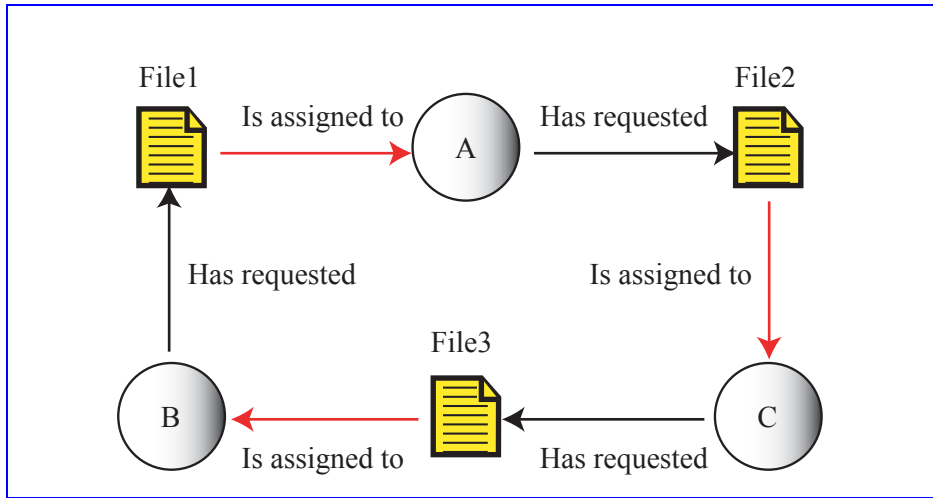 File1
File2
Is assigned to
Has requested
A
Has requested
Is assigned to
File3
B
C
Is assigned to
Has requested